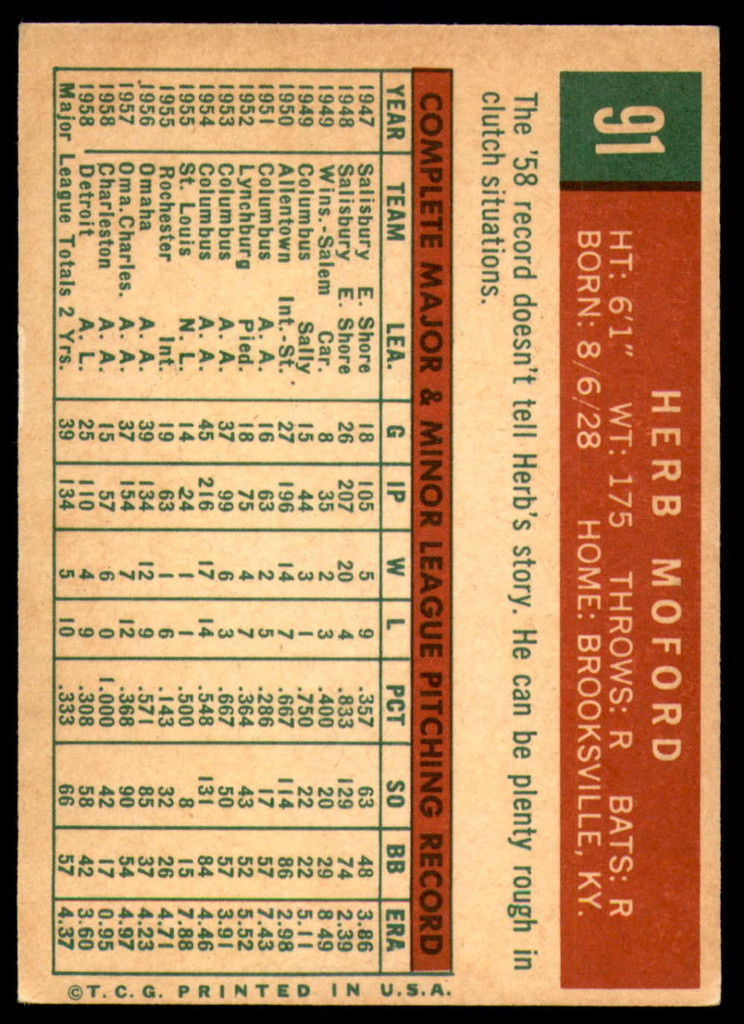 91
HERB MOFORD
HT: 6'1" WT: 175 THROWS: R BATS: R
BORN: 8/6/28 HOME: BROOKSVILLE, KY.
The '58 record doesn't tell Herb's story. He can be plenty rough in
clutch situations.
COMPLETE MAJOR & MINOR LEAGUE PITCHING RECORD
YEAR TEAM LEA. G IP W L PCT SO BB ERA
1947 Salisbury E. Shore 18 105 5 9 .357 63 48 3.86
1948 Salisbury E. Shore 26 207 20 4 .833 129 74 2.39
1949 Wins.-Salem Car. 8 35 2 3 .400 20 29 8.49
1949 Columbus Sally 15 44 3 1 .750 22 22 5.11
1950 Allentown Int.-St. 27 196 14 7 .667 114 86 2.98
1951 Columbus A. A. 16 63 2 5 .286 17 57 7.43
1952 Lynchburg Pied. 18 75 4 7 .364 43 52 5.52
1953 Columbus A. A. 37 99 6 3 .667 50 57 3.91
1954 Columbus A. A. 45 216 17 14 .548 131 84 4.46
1955 St. Louis N. L. 14 24 1 1 .500 8 15 7.88
1955 Rochester Int. 19 63 1 6 .143 32 26 4.71
1956 Omaha A. A. 39 134 12 9 .571 85 37 4.23
1957 Oma.Charles. A. A. 37 154 7 12 .368 90 54 4.97
1958 Charleston A. A. 15 57 6 0 1.000 42 17 0.95
1958 Detroit A. L. 25 110 4 9 .308 58 42 3.60
Major League Totals 2 Yrs. 39 134 5 10 .333 66 57 4.37
©T.C.G. PRINTED IN U.S.A.